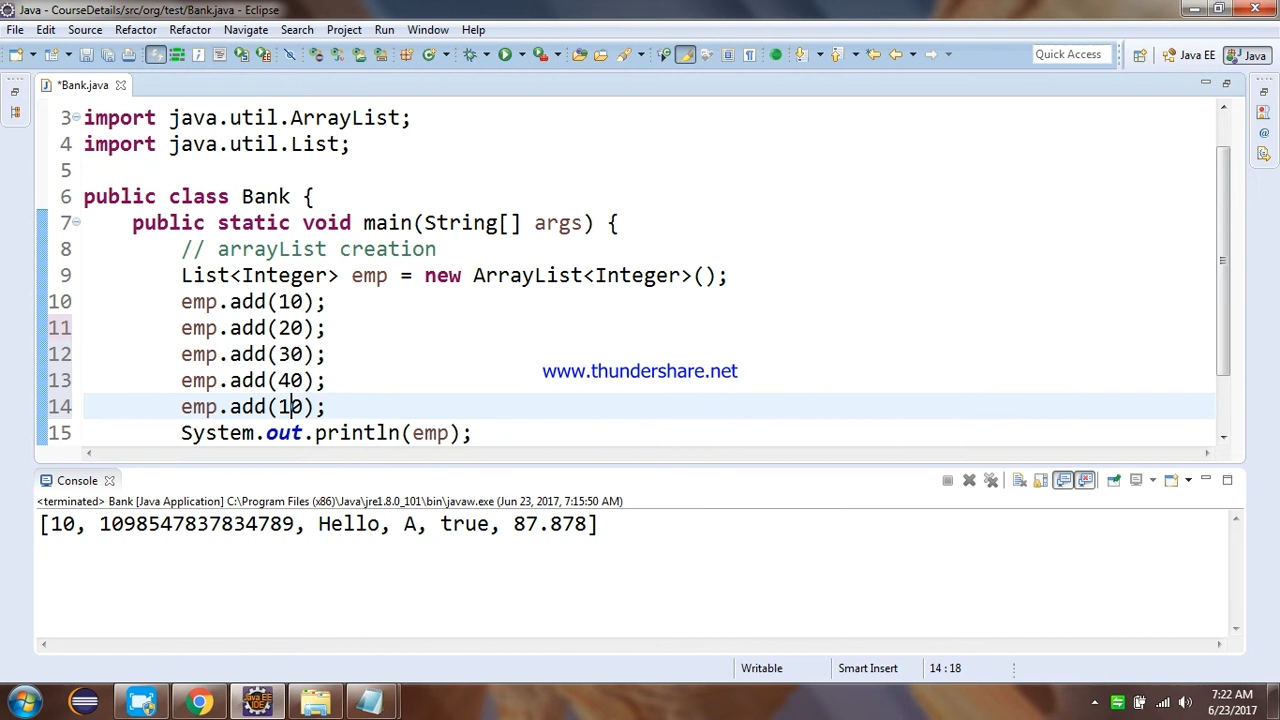 Java - CourseDetails/src/org/test/Bank.java - Eclipse
File Edit Source Refactor Refactor Navigate Search Project Run Window Help
Quick Access Java EE Java
*Bank.java
3 import java.util.ArrayList;
4 import java.util.List;
5
6 public class Bank {
7 public static void main(String[] args) {
8 // arrayList creation
9 List<Integer> emp = new ArrayList<Integer>();
10 emp.add(10);
11 emp.add(20);
12 emp.add(30);
www.thundershare.net
13 emp.add(40);
14 emp.add(10);
15 System.out.println(emp);
Console
<terminated> Bank [Java Application] C:\Program Files (x86)\Java\jre1.8.0_101\bin\javaw.exe (Jun 23, 2017, 7:15:50 AM)
[10, 1098547837834789, Hello, A, true, 87.878]
Writable Smart Insert 14 : 18
Java EE IDE
7:22 AM
6/23/2017